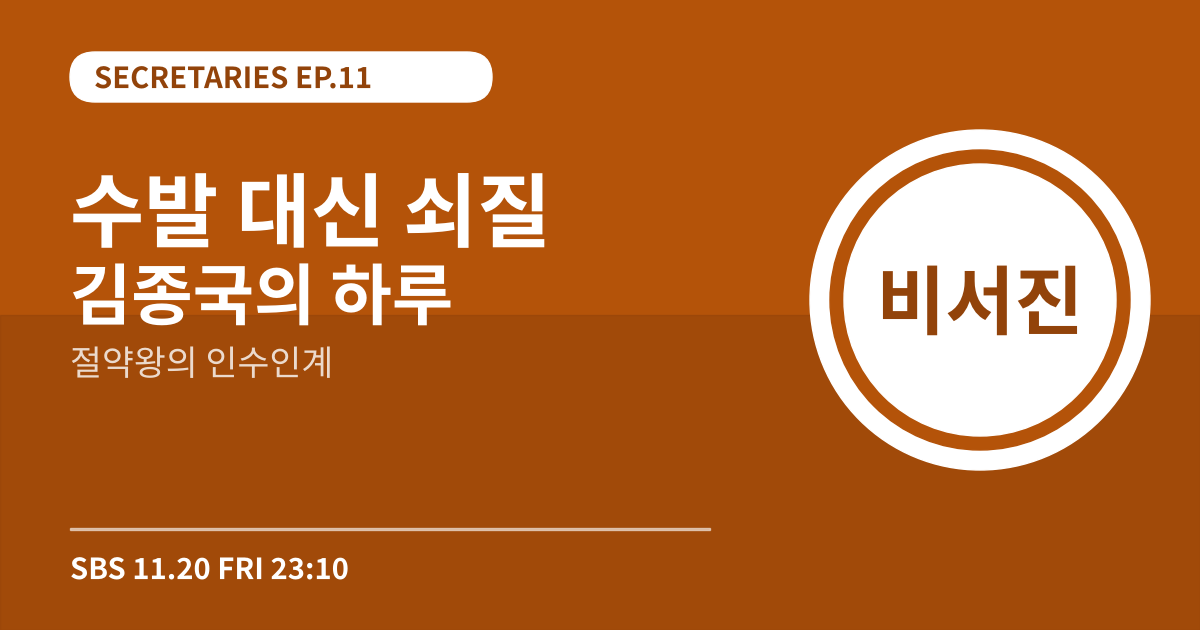 SECRETARIES EP.11
수발 대신 쇠질
김종국의 하루
절약왕의 인수인계
비서진
SBS 11.20 FRI 23:10